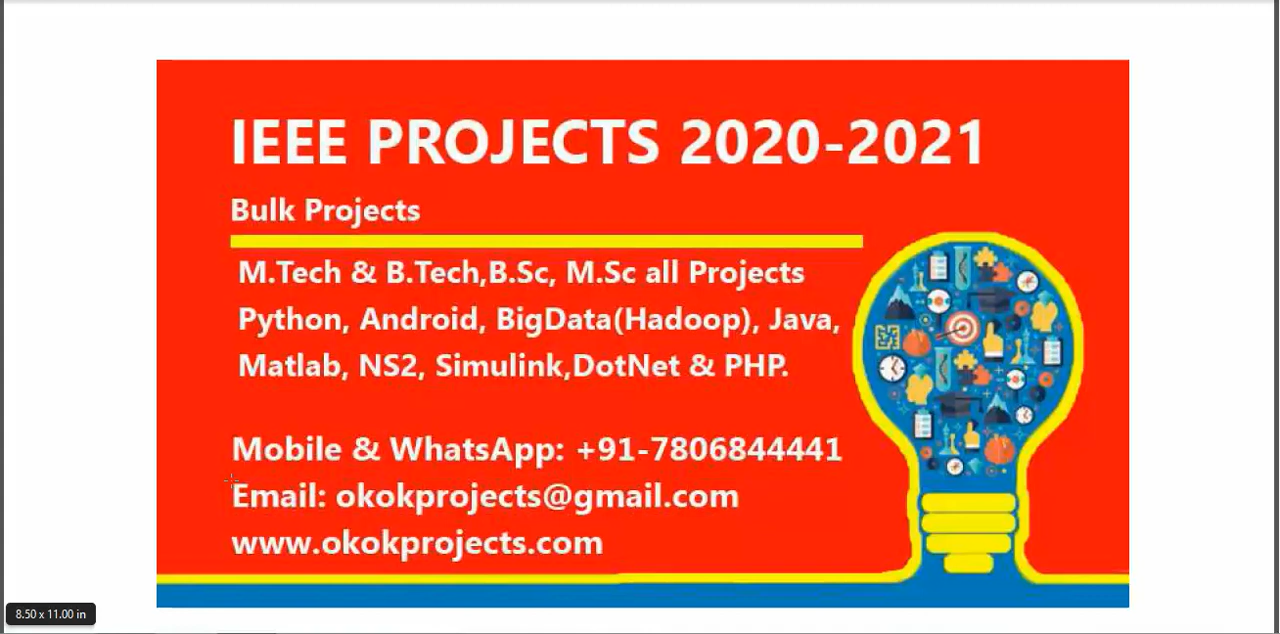 IEEE PROJECTS 2020-2021
Bulk Projects
M.Tech & B.Tech,B.Sc, M.Sc all Projects
Python, Android, BigData(Hadoop), Java,
Matlab, NS2, Simulink,DotNet & PHP.
Mobile & WhatsApp: +91-7806844441
Email: okokprojects@gmail.com
www.okokprojects.com
8.50 x 11.00 in